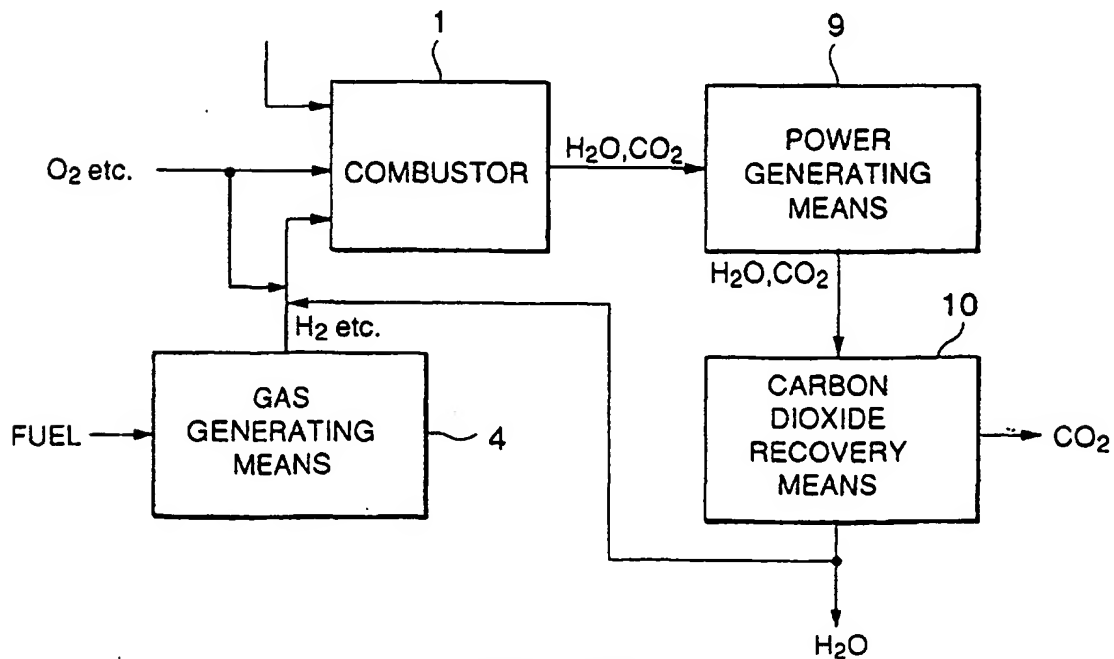 1
9
O₂ etc.
COMBUSTOR
H₂O,CO₂
POWER
GENERATING
MEANS
H₂O,CO₂
10
H₂ etc.
FUEL
GAS
GENERATING
MEANS
4
CARBON
DIOXIDE
RECOVERY
MEANS
CO₂
H₂O